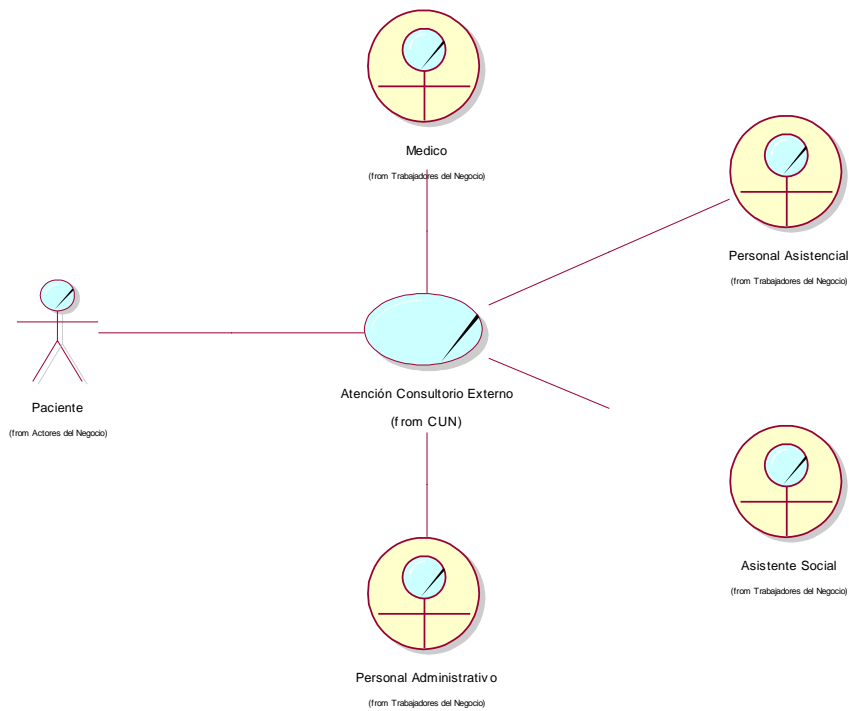 Medico
(from Trabajadores del Negocio)
Personal Asistencial
(from Trabajadores del Negocio)
Paciente
(from Actores del Negocio)
Atención Consultorio Externo
(from CUN)
Asistente Social
(from Trabajadores del Negocio)
Personal Administrativo
(from Trabajadores del Negocio)